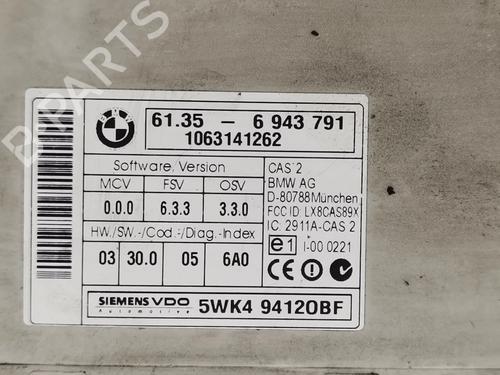 BMW
61.35 - 6 943 791
1063141262
Software, Version
MCV FSV OSV
0.0.0 6.3.3 3.3.0
HW./SW.-/Cod.-/Diag.-Index
03 30.0 05 6A0
CAS 2
BMW AG
D-80788München
FCC ID: LX8CAS89X
IC. 2911A-CAS 2
e1 I-00 0221
CE
SIEMENS VDO
Automotive
5WK4 94120BF
B-PARTS